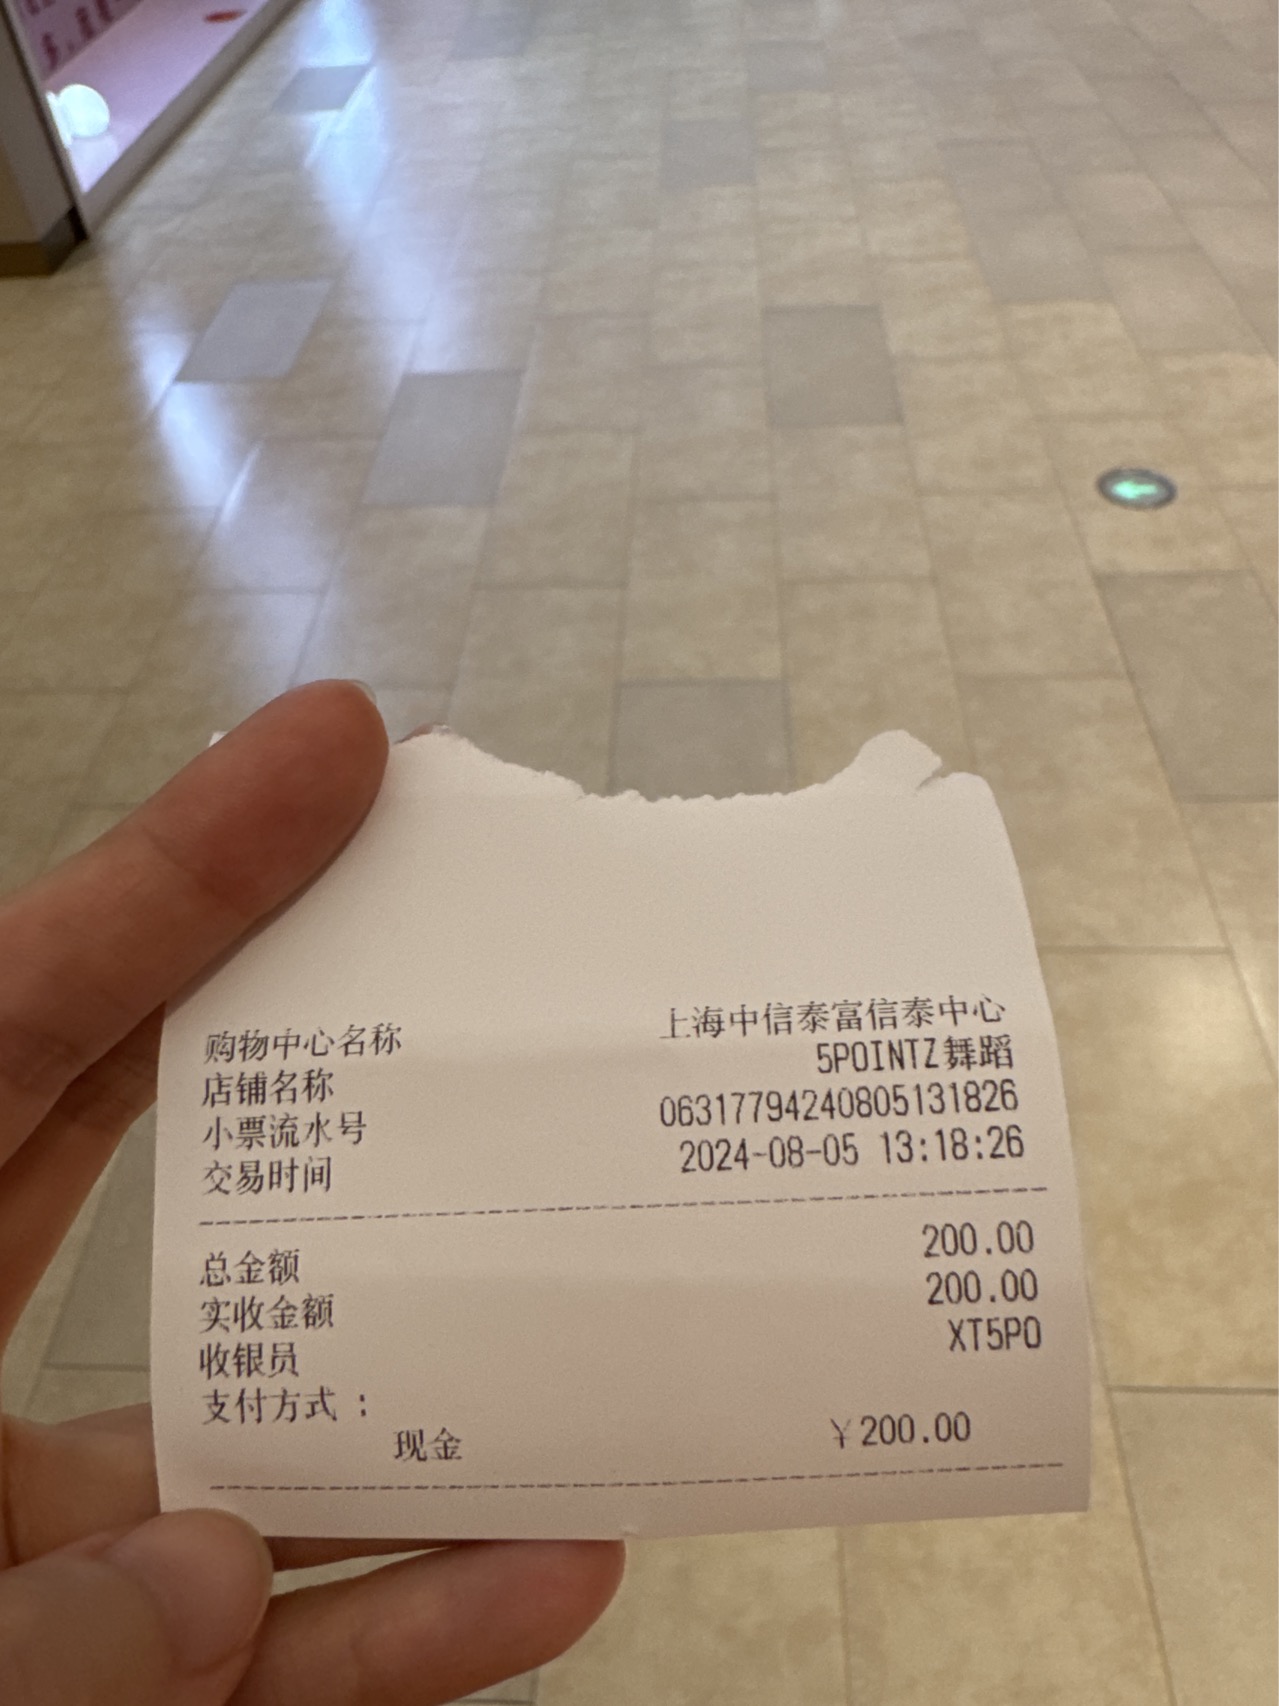 购物中心名称 上海中信泰富信泰中心
店铺名称 5POINTZ舞蹈
小票流水号 06317794240805131826
交易时间 2024-08-05 13:18:26
总金额 200.00
实收金额 200.00
收银员 XT5PO
支付方式：
现金 ¥200.00